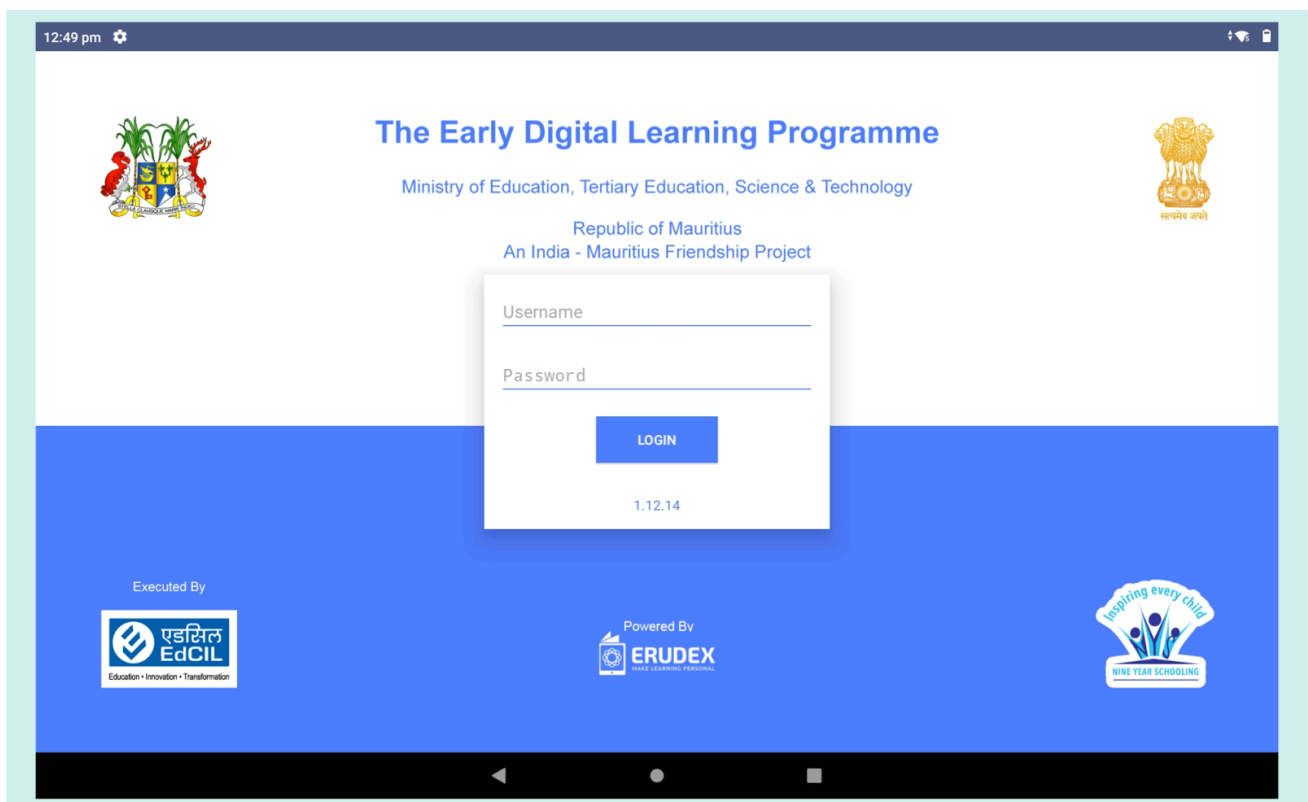 12:49 pm
The Early Digital Learning Programme
Ministry of Education, Tertiary Education, Science & Technology
Republic of Mauritius
An India - Mauritius Friendship Project
सत्यमेव जयते
Username
Password
LOGIN
1.12.14
Executed By
एडसिल
EdCIL
Education • Innovation • Transformation
Powered By
ERUDEX
MAKE LEARNING PERSONAL
Inspiring every child
NINE YEAR SCHOOLING